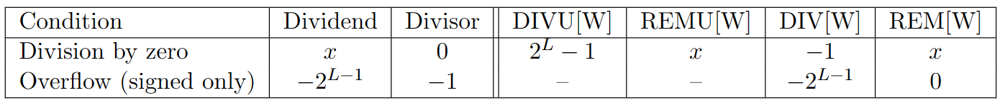 Condition Dividend Divisor DIVU[W] REMU[W] DIV[W] REM[W]
Division by zero x 0 2^L − 1 x −1 x
Overflow (signed only) −2^{L−1} −1 – – −2^{L−1} 0